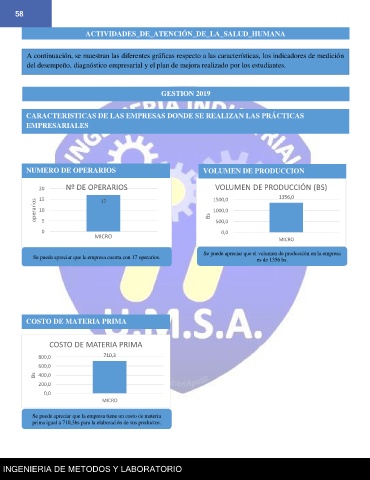 58
ACTIVIDADES_DE_ATENCIÓN_DE_LA_SALUD_HUMANA
A continuación, se muestran las diferentes gráficas respecto a las características, los indicadores de medición
del desempeño, diagnóstico empresarial y el plan de mejora realizado por los estudiantes.
GESTION 2019
CARACTERISTICAS DE LAS EMPRESAS DONDE SE REALIZAN LAS PRÁCTICAS
EMPRESARIALES
INGENIERIA INDUSTRIAL
NUMERO DE OPERARIOS
Nº DE OPERARIOS
operarios
20
15
10
5
0
17
MICRO
Se puede apreciar que la empresa cuenta con 17 operarios.
VOLUMEN DE PRODUCCION
VOLUMEN DE PRODUCCIÓN (BS)
Bs
1500,0
1000,0
500,0
0,0
1356,0
MICRO
Se puede apreciar que el volumen de producción en la empresa
es de 1356 bs.
U.M.S.A.
COSTO DE MATERIA PRIMA
COSTO DE MATERIA PRIMA
Bs
800,0
600,0
400,0
200,0
0,0
710,3
MICRO
Se puede apreciar que la empresa tiene un costo de materia
prima igual a 710,3bs para la elaboración de sus productos.
INGENIERIA DE METODOS Y LABORATORIO